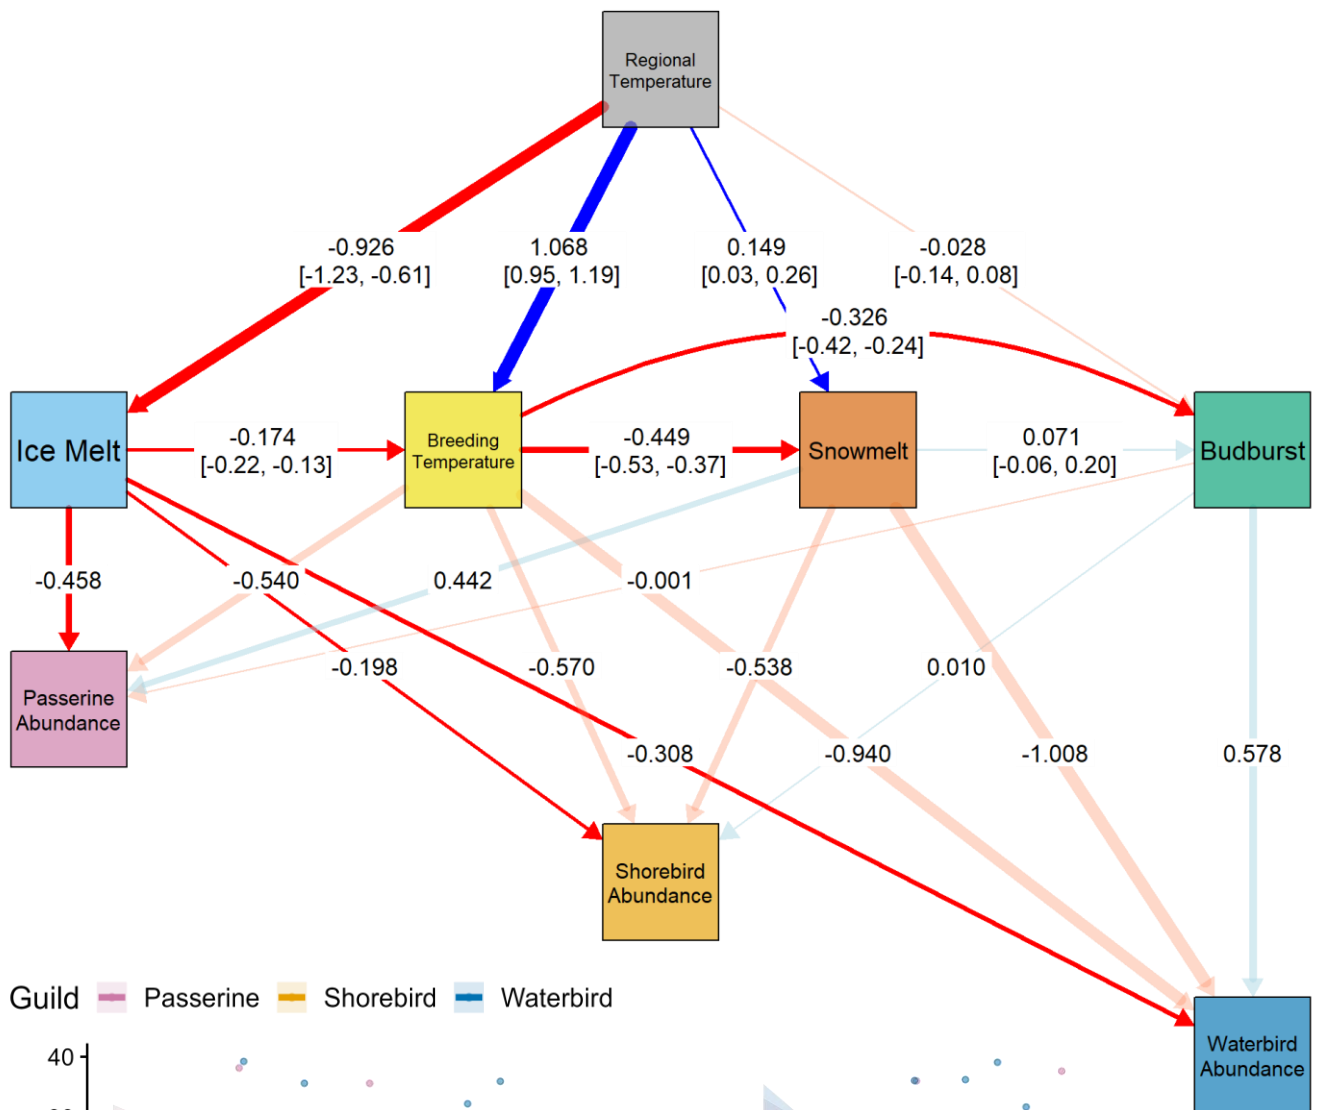 Regional
Temperature
-0.926
[-1.23, -0.61]
1.068
[0.95, 1.19]
0.149
[0.03, 0.26]
-0.028
[-0.14, 0.08]
-0.326
[-0.42, -0.24]
Ice Melt
-0.174
[-0.22, -0.13]
Breeding
Temperature
-0.449
[-0.53, -0.37]
Snowmelt
0.071
[-0.06, 0.20]
Budburst
-0.458
-0.540
0.442
-0.001
Passerine
Abundance
-0.198
-0.570
-0.538
0.010
-0.308
-0.940
-1.008
0.578
Shorebird
Abundance
Guild Passerine Shorebird Waterbird
Waterbird
Abundance
40